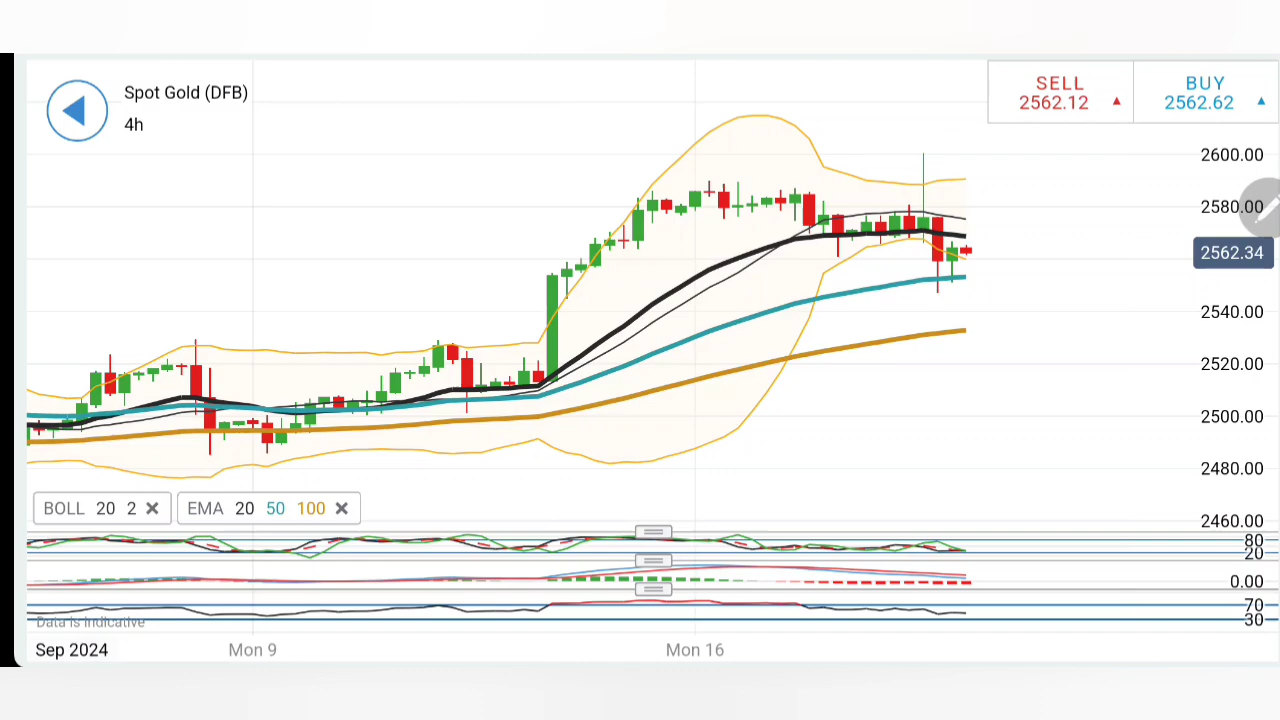 Spot Gold (DFB)
4h
SELL
2562.12
BUY
2562.62
2600.00
2580.00
2562.34
2540.00
2520.00
2500.00
2480.00
2460.00
BOLL 20 2
EMA 20 50 100
80
20
0.00
70
30
Data is indicative
Sep 2024 Mon 9 Mon 16